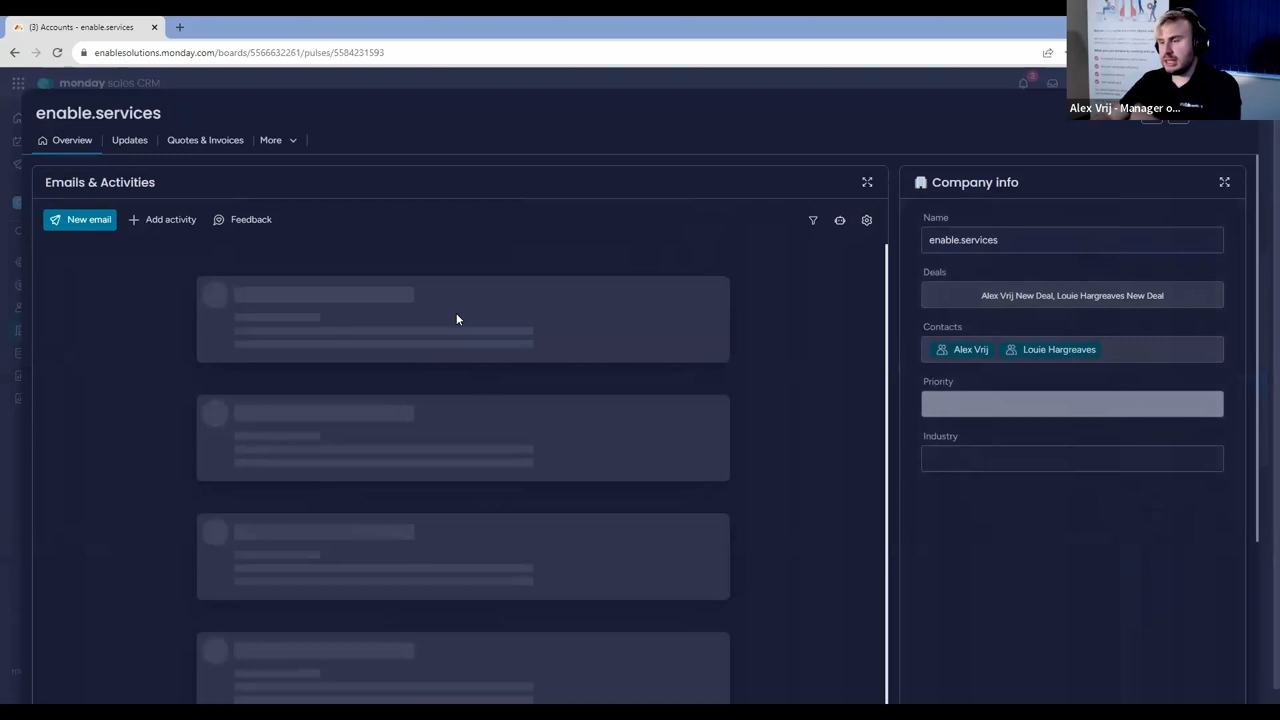 (3) Accounts - enable.services
enablesolutions.monday.com/boards/5566632261/pulses/5584231593
monday sales CRM
3
Alex Vrij - Manager o...
enable.services
Overview
Updates
Quotes & Invoices
More
Emails & Activities
New email
Add activity
Feedback
Company info
Name
enable.services
Deals
Alex Vrij New Deal, Louie Hargreaves New Deal
Contacts
Alex Vrij
Louie Hargreaves
Priority
Industry